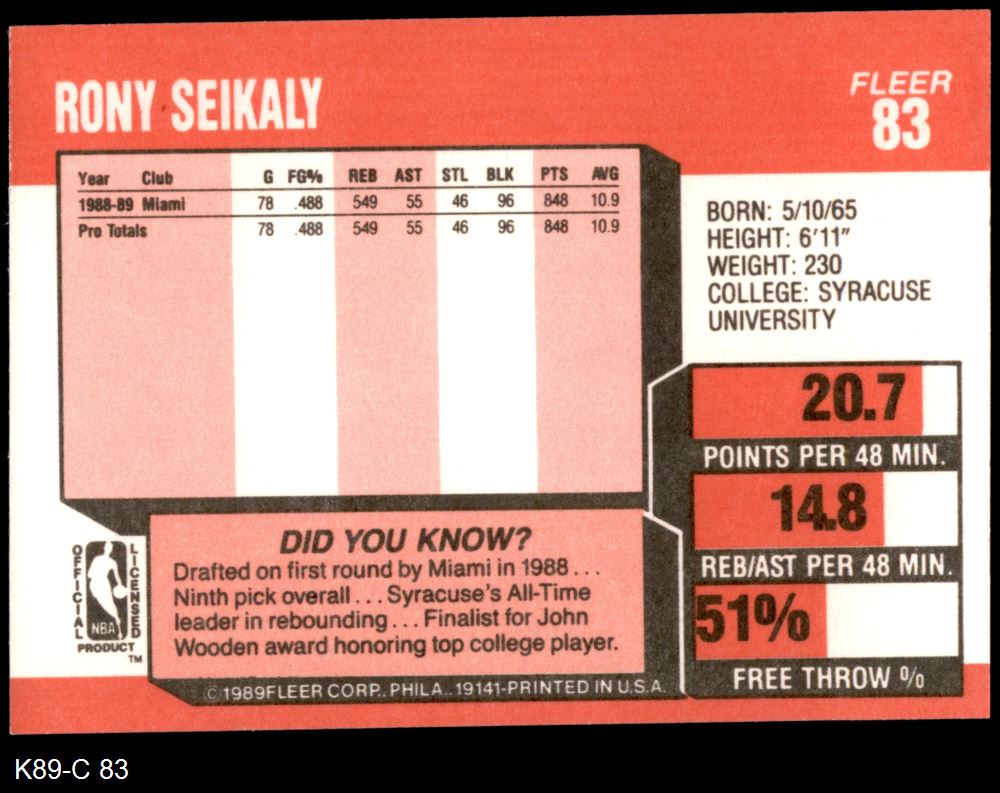 RONY SEIKALY
FLEER
83
Year Club G FG% REB AST STL BLK PTS AVG
1988-89 Miami 78 .488 549 55 46 96 848 10.9
Pro Totals 78 .488 549 55 46 96 848 10.9
BORN: 5/10/65
HEIGHT: 6'11"
WEIGHT: 230
COLLEGE: SYRACUSE
UNIVERSITY
20.7
POINTS PER 48 MIN.
14.8
REB/AST PER 48 MIN.
51%
FREE THROW %
DID YOU KNOW?
Drafted on first round by Miami in 1988...
Ninth pick overall... Syracuse's All-Time
leader in rebounding... Finalist for John
Wooden award honoring top college player.
OFFICIAL
LICENSED
NBA
PRODUCT
TM
© 1989 FLEER CORP., PHILA., 19141-PRINTED IN U.S.A.
K89-C 83